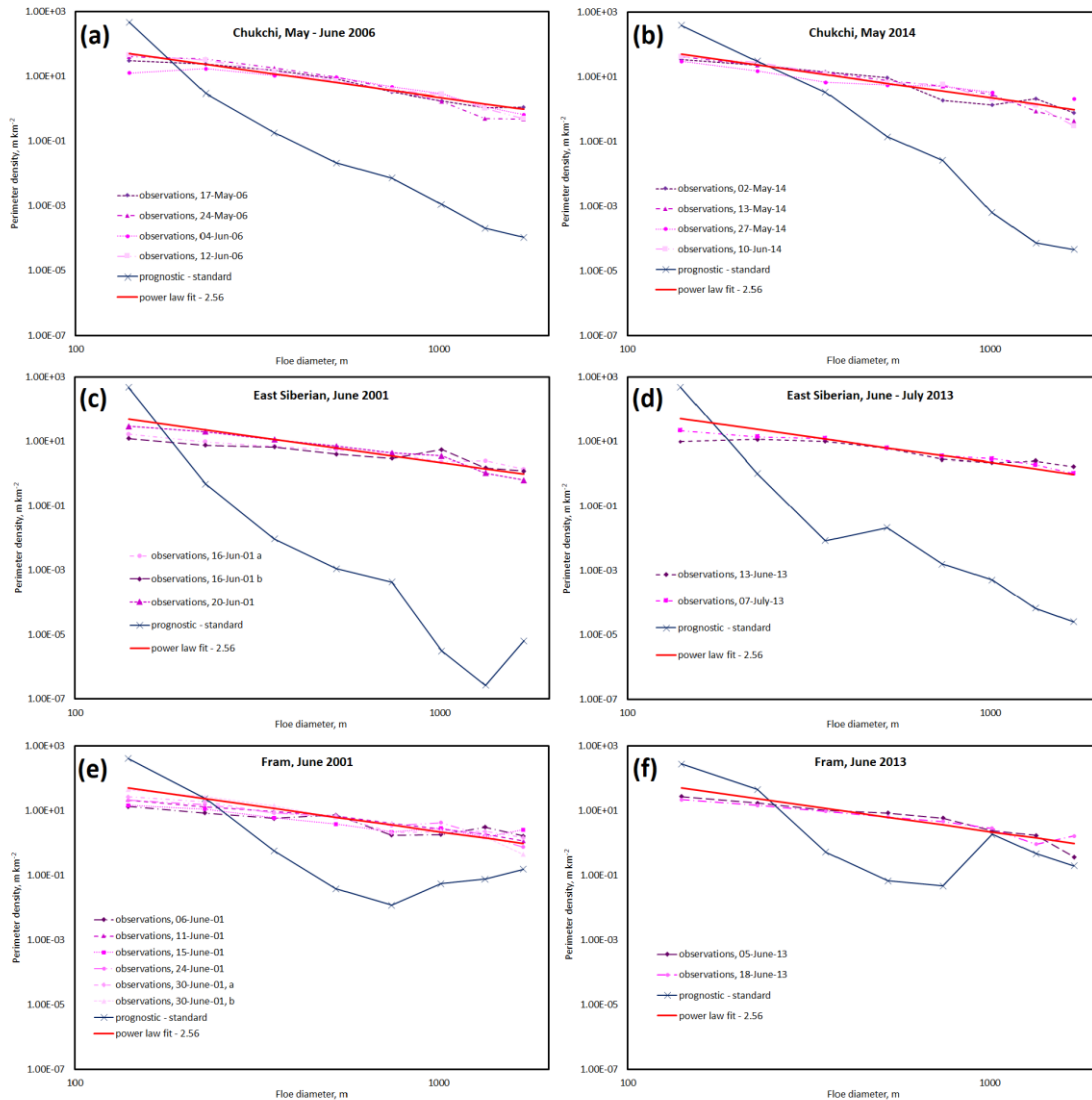 (a)
Chukchi, May - June 2006
Perimeter density, m km⁻²
1.00E+03
1.00E+01
1.00E-01
1.00E-03
1.00E-05
1.00E-07
observations, 17-May-06
observations, 24-May-06
observations, 04-Jun-06
observations, 12-Jun-06
prognostic - standard
power law fit - 2.56
100
1000
Floe diameter, m
(b)
Chukchi, May 2014
Perimeter density, m km⁻²
1.00E+03
1.00E+01
1.00E-01
1.00E-03
1.00E-05
1.00E-07
observations, 02-May-14
observations, 13-May-14
observations, 27-May-14
observations, 10-Jun-14
prognostic - standard
power law fit - 2.56
100
1000
Floe diameter, m
(c)
East Siberian, June 2001
Perimeter density, m km⁻²
1.00E+03
1.00E+01
1.00E-01
1.00E-03
1.00E-05
1.00E-07
observations, 16-Jun-01 a
observations, 16-Jun-01 b
observations, 20-Jun-01
prognostic - standard
power law fit - 2.56
100
1000
Floe diameter, m
(d)
East Siberian, June - July 2013
Perimeter density, m km⁻²
1.00E+03
1.00E+01
1.00E-01
1.00E-03
1.00E-05
1.00E-07
observations, 13-June-13
observations, 07-July-13
prognostic - standard
power law fit - 2.56
100
1000
Floe diameter, m
(e)
Fram, June 2001
Perimeter density, m km⁻²
1.00E+03
1.00E+01
1.00E-01
1.00E-03
1.00E-05
1.00E-07
observations, 06-June-01
observations, 11-June-01
observations, 15-June-01
observations, 24-June-01
observations, 30-June-01, a
observations, 30-June-01, b
prognostic - standard
power law fit - 2.56
100
1000
Floe diameter, m
(f)
Fram, June 2013
Perimeter density, m km⁻²
1.00E+03
1.00E+01
1.00E-01
1.00E-03
1.00E-05
1.00E-07
observations, 05-June-13
observations, 18-June-13
prognostic - standard
power law fit - 2.56
100
1000
Floe diameter, m